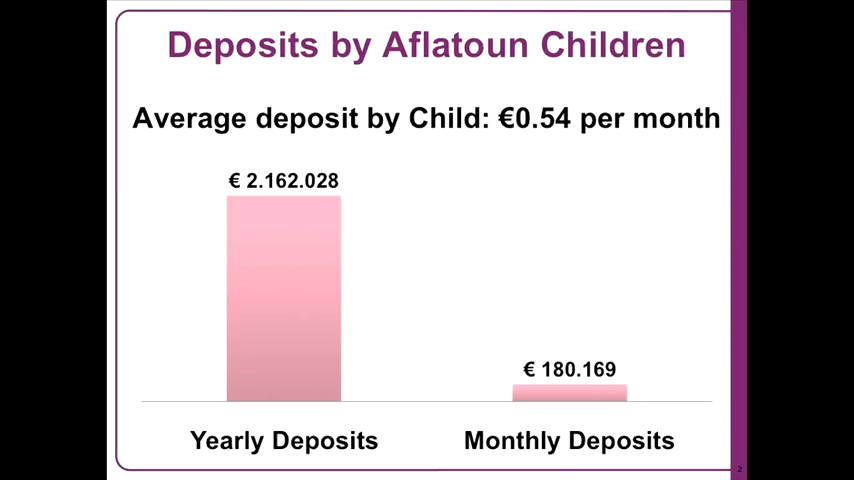 Deposits by Aflatoun Children
Average deposit by Child: €0.54 per month
€ 2.162.028
€ 180.169
Yearly Deposits
Monthly Deposits
2